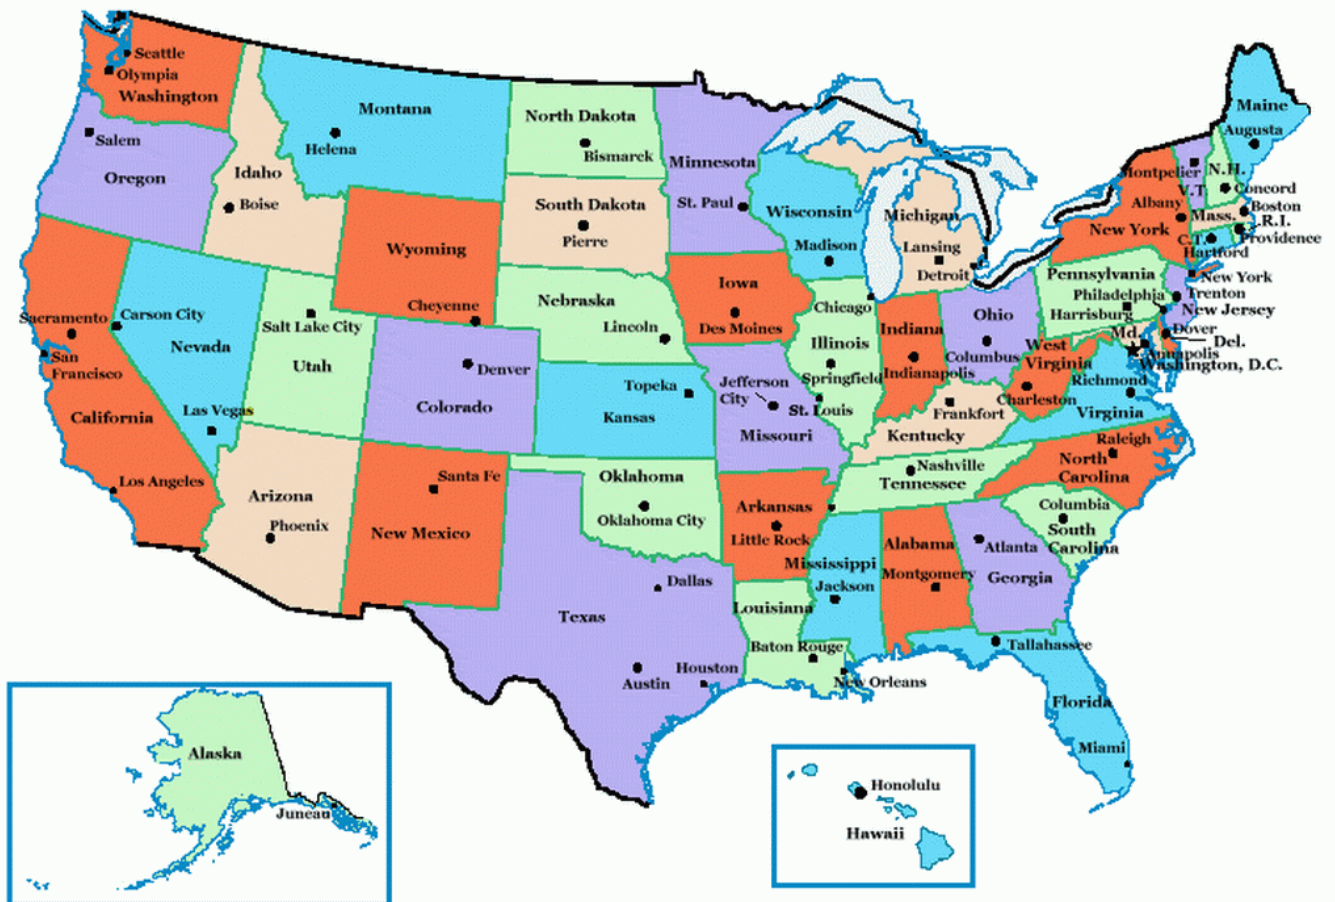 Seattle
Olympia
Washington
Salem
Oregon
Idaho
Boise
Montana
Helena
North Dakota
Bismarck
Minnesota
St. Paul
South Dakota
Pierre
Wyoming
Cheyenne
Wisconsin
Madison
Michigan
Lansing
Detroit
Maine
Augusta
Montpelier
V.T
N.H.
Concord
Albany
New York
Mass.
Boston
R.I.
Providence
C.T.
Hartford
New York
Pennsylvania
Philadelphia
Harrisburg
Trenton
New Jersey
Dover
Del.
Md.
Annapolis
Washington, D.C.
Sacramento
San
Francisco
California
Los Angeles
Carson City
Nevada
Las Vegas
Salt Lake City
Utah
Denver
Colorado
Nebraska
Lincoln
Topeka
Kansas
Iowa
Des Moines
Chicago
Illinois
Springfield
Indiana
Indianapolis
Ohio
Columbus
West
Virginia
Charleston
Richmond
Virginia
Jefferson
City
St. Louis
Missouri
Frankfort
Kentucky
Nashville
Tennessee
Raleigh
North
Carolina
Columbia
South
Carolina
Arizona
Phoenix
Santa Fe
New Mexico
Oklahoma
Oklahoma City
Arkansas
Little Rock
Mississippi
Jackson
Alabama
Montgomery
Atlanta
Georgia
Texas
Dallas
Austin
Houston
Louisiana
Baton Rouge
New Orleans
Tallahassee
Florida
Miami
Alaska
Juneau
Honolulu
Hawaii